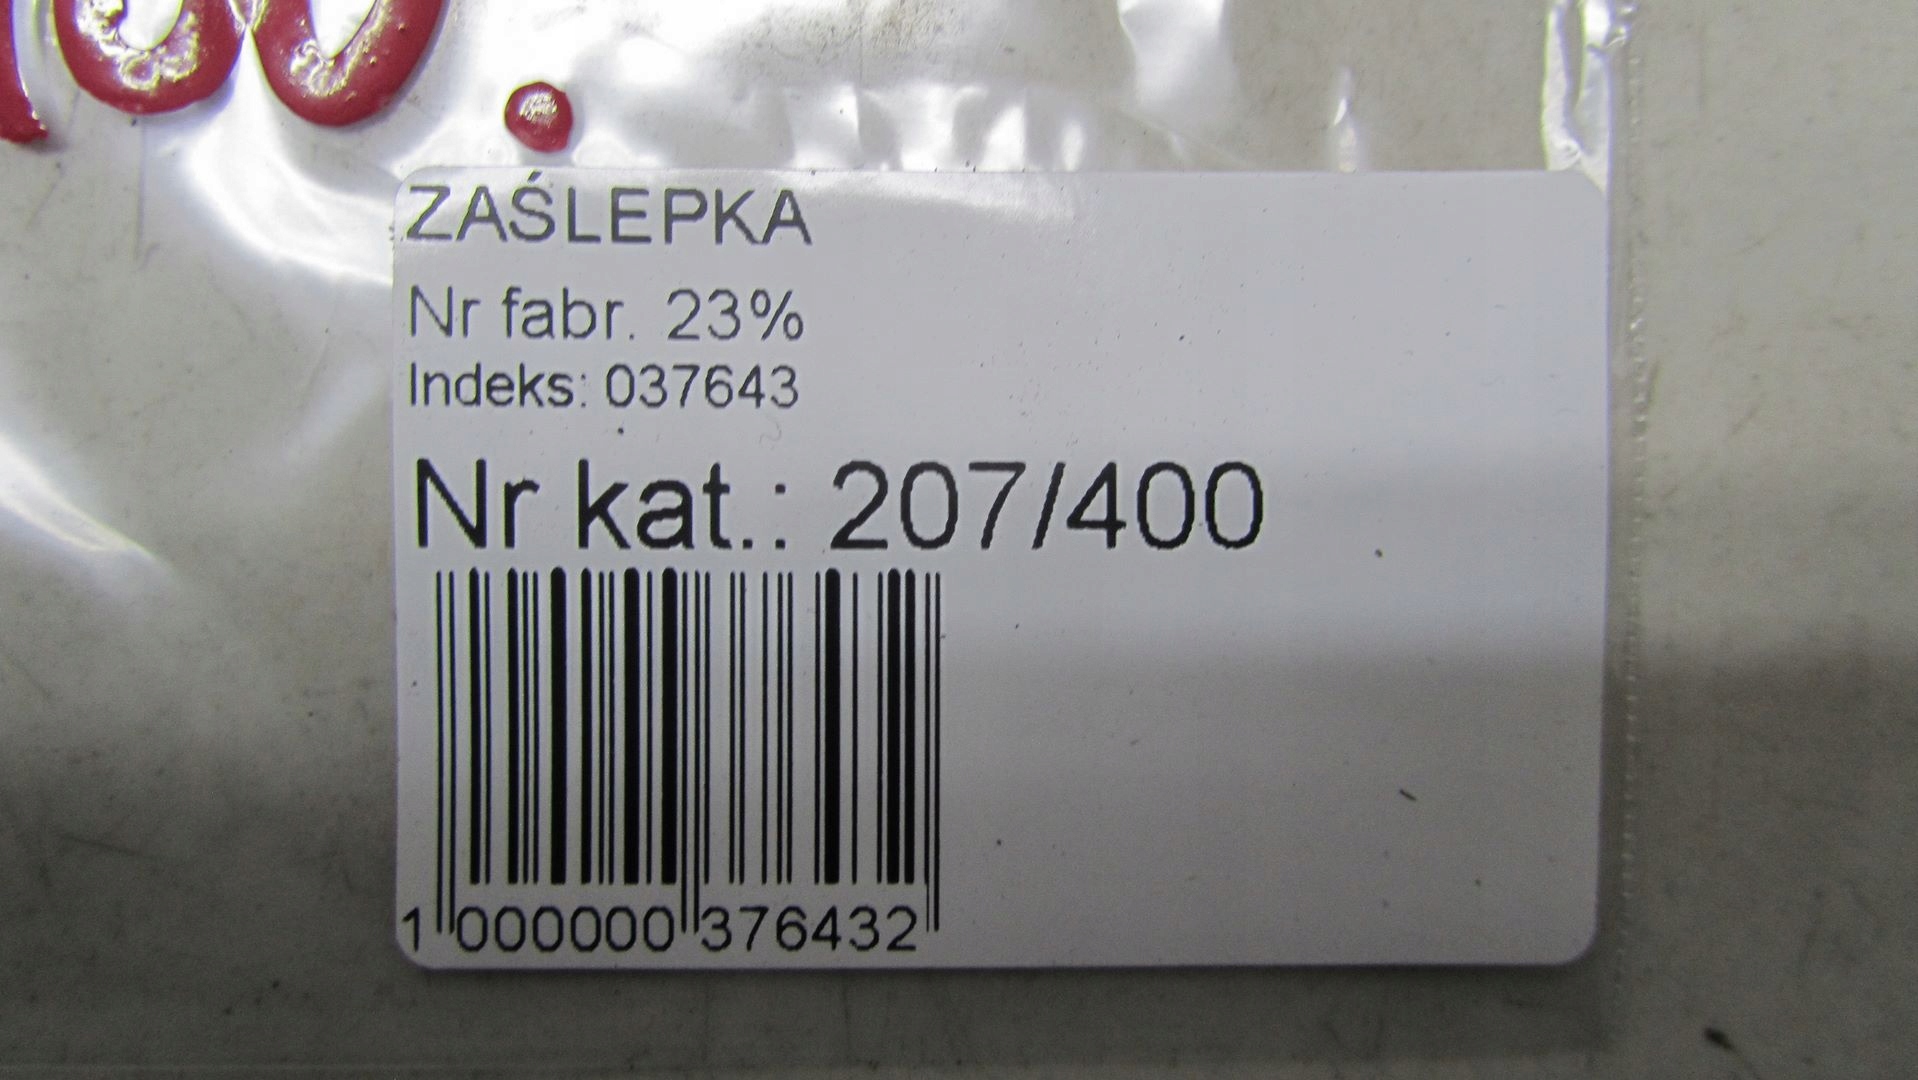 ZAŚLEPKA
Nr fabr. 23%
Indeks: 037643
Nr kat.: 207/400
1 000000 376432